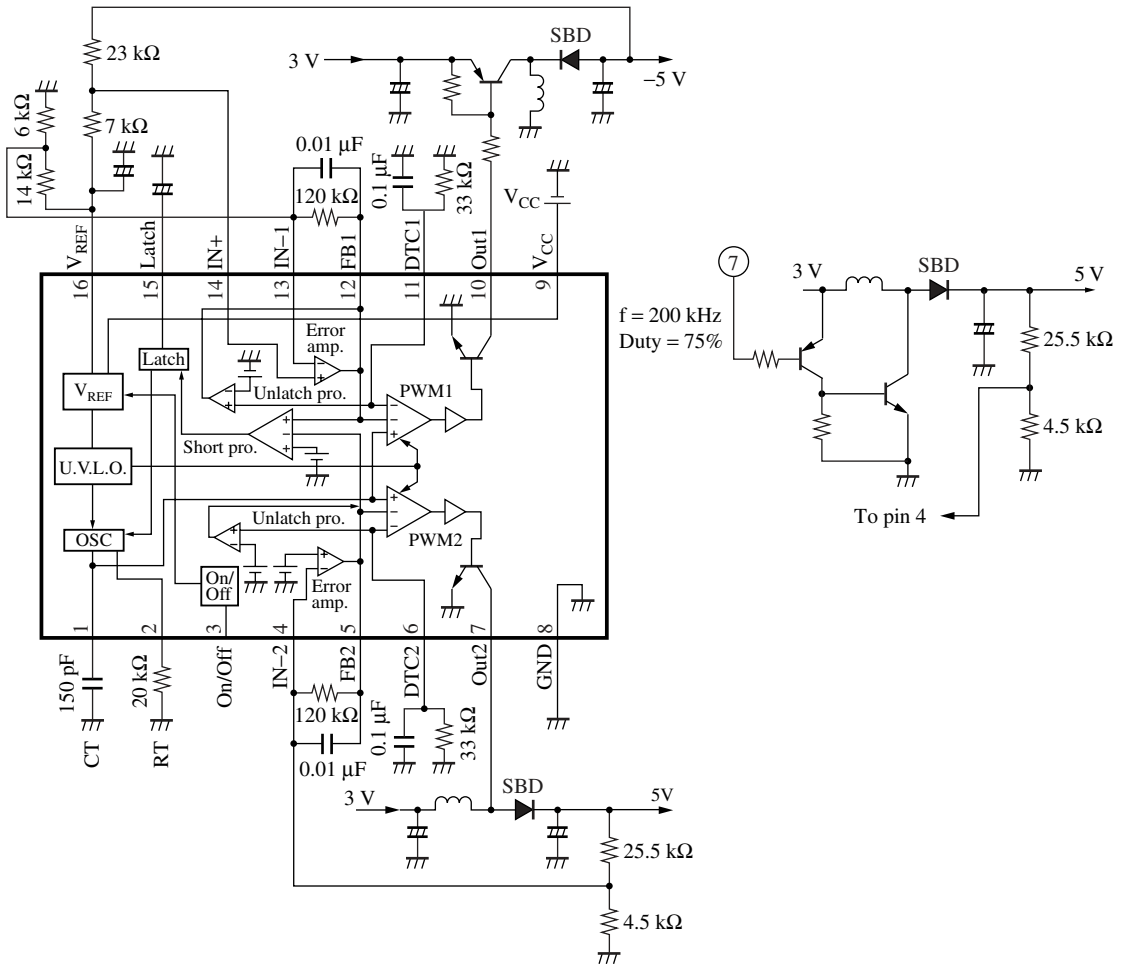 SBD
3 V
−5 V
23 kΩ
6 kΩ
7 kΩ
14 kΩ
0.01 µF
120 kΩ
0.1 µF
33 kΩ
V_CC
V_REF
Latch
IN+
IN−1
FB1
DTC1
Out1
V_CC
16
15
14
13
12
11
10
9
Error
amp.
Latch
V_REF
Unlatch pro.
PWM1
Short pro.
U.V.L.O.
Unlatch pro.
PWM2
OSC
On/
Off
Error
amp.
1
2
3
4
5
6
7
8
150 pF
20 kΩ
On/Off
IN−2
FB2
DTC2
Out2
GND
CT
RT
120 kΩ
0.01 µF
0.1 µF
33 kΩ
3 V
SBD
5V
25.5 kΩ
4.5 kΩ
7
f = 200 kHz
Duty = 75%
3 V
SBD
5 V
25.5 kΩ
4.5 kΩ
To pin 4